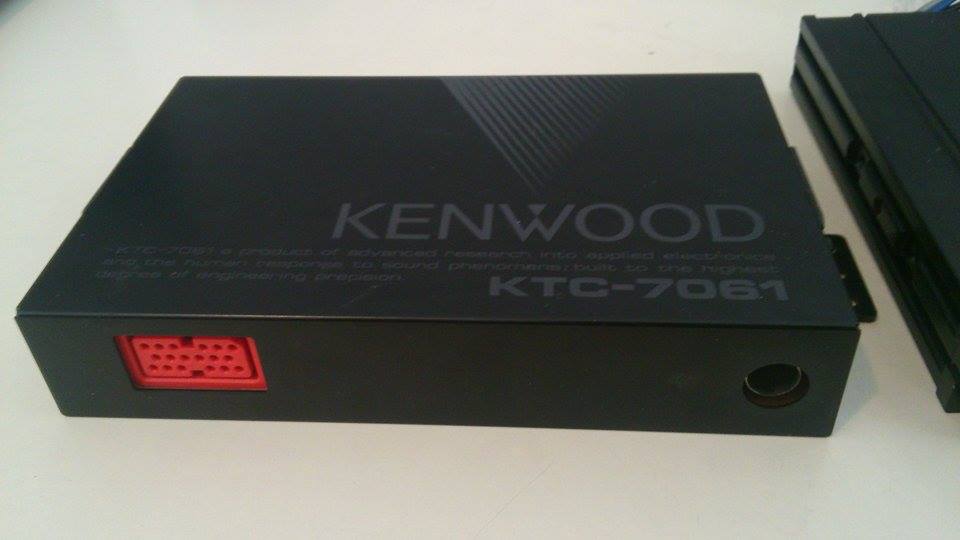 KENWOOD
KTC-7061 a product of advanced research into applied electronics
and the human response to sound phenomena; built to the highest
degree of engineering precision.
KTC-7061